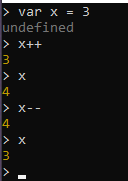 > var x = 3
undefined
> x++
3
> x
4
> x--
4
> x
3
>